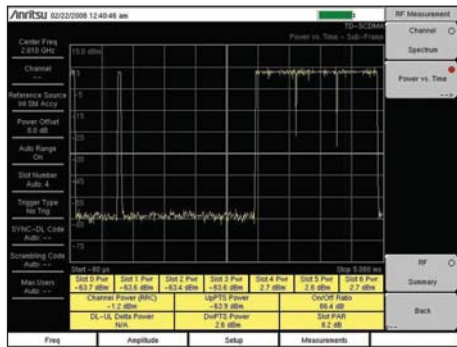 Anritsu 02/22/2008 12:40:46 am
RF Measurement
TD-SCDMA
Power vs. Time - Sub-Frame
Center Freq
2.010 GHz
Channel
--
Reference Source
Int Std Accy
Power Offset
0.0 dB
Auto Range
On
Slot Number
Auto: 4
Trigger Type
No Trig
SYNC-DL Code
Auto: --
Scrambling Code
Auto: --
Max Users
Auto: --
15.0 dBm
5
-5
-15
-25
-35
-45
-55
-65
-75
Start -80 µs
Stop 5.080 ms
Slot 0 Pwr
-63.7 dBm
Slot 1 Pwr
-63.6 dBm
Slot 2 Pwr
-63.4 dBm
Slot 3 Pwr
-63.6 dBm
Slot 4 Pwr
2.7 dBm
Slot 5 Pwr
2.8 dBm
Slot 6 Pwr
2.7 dBm
Channel Power (RRC)
-1.2 dBm
UpPTS Power
-63.9 dBm
On/Off Ratio
66.4 dB
DL-UL Delta Power
N/A
DwPTS Power
2.6 dBm
Slot PAR
8.2 dB
Channel
Spectrum
Power vs. Time
-->
RF
Summary
Back
<--
Freq
Amplitude
Setup
Measurements